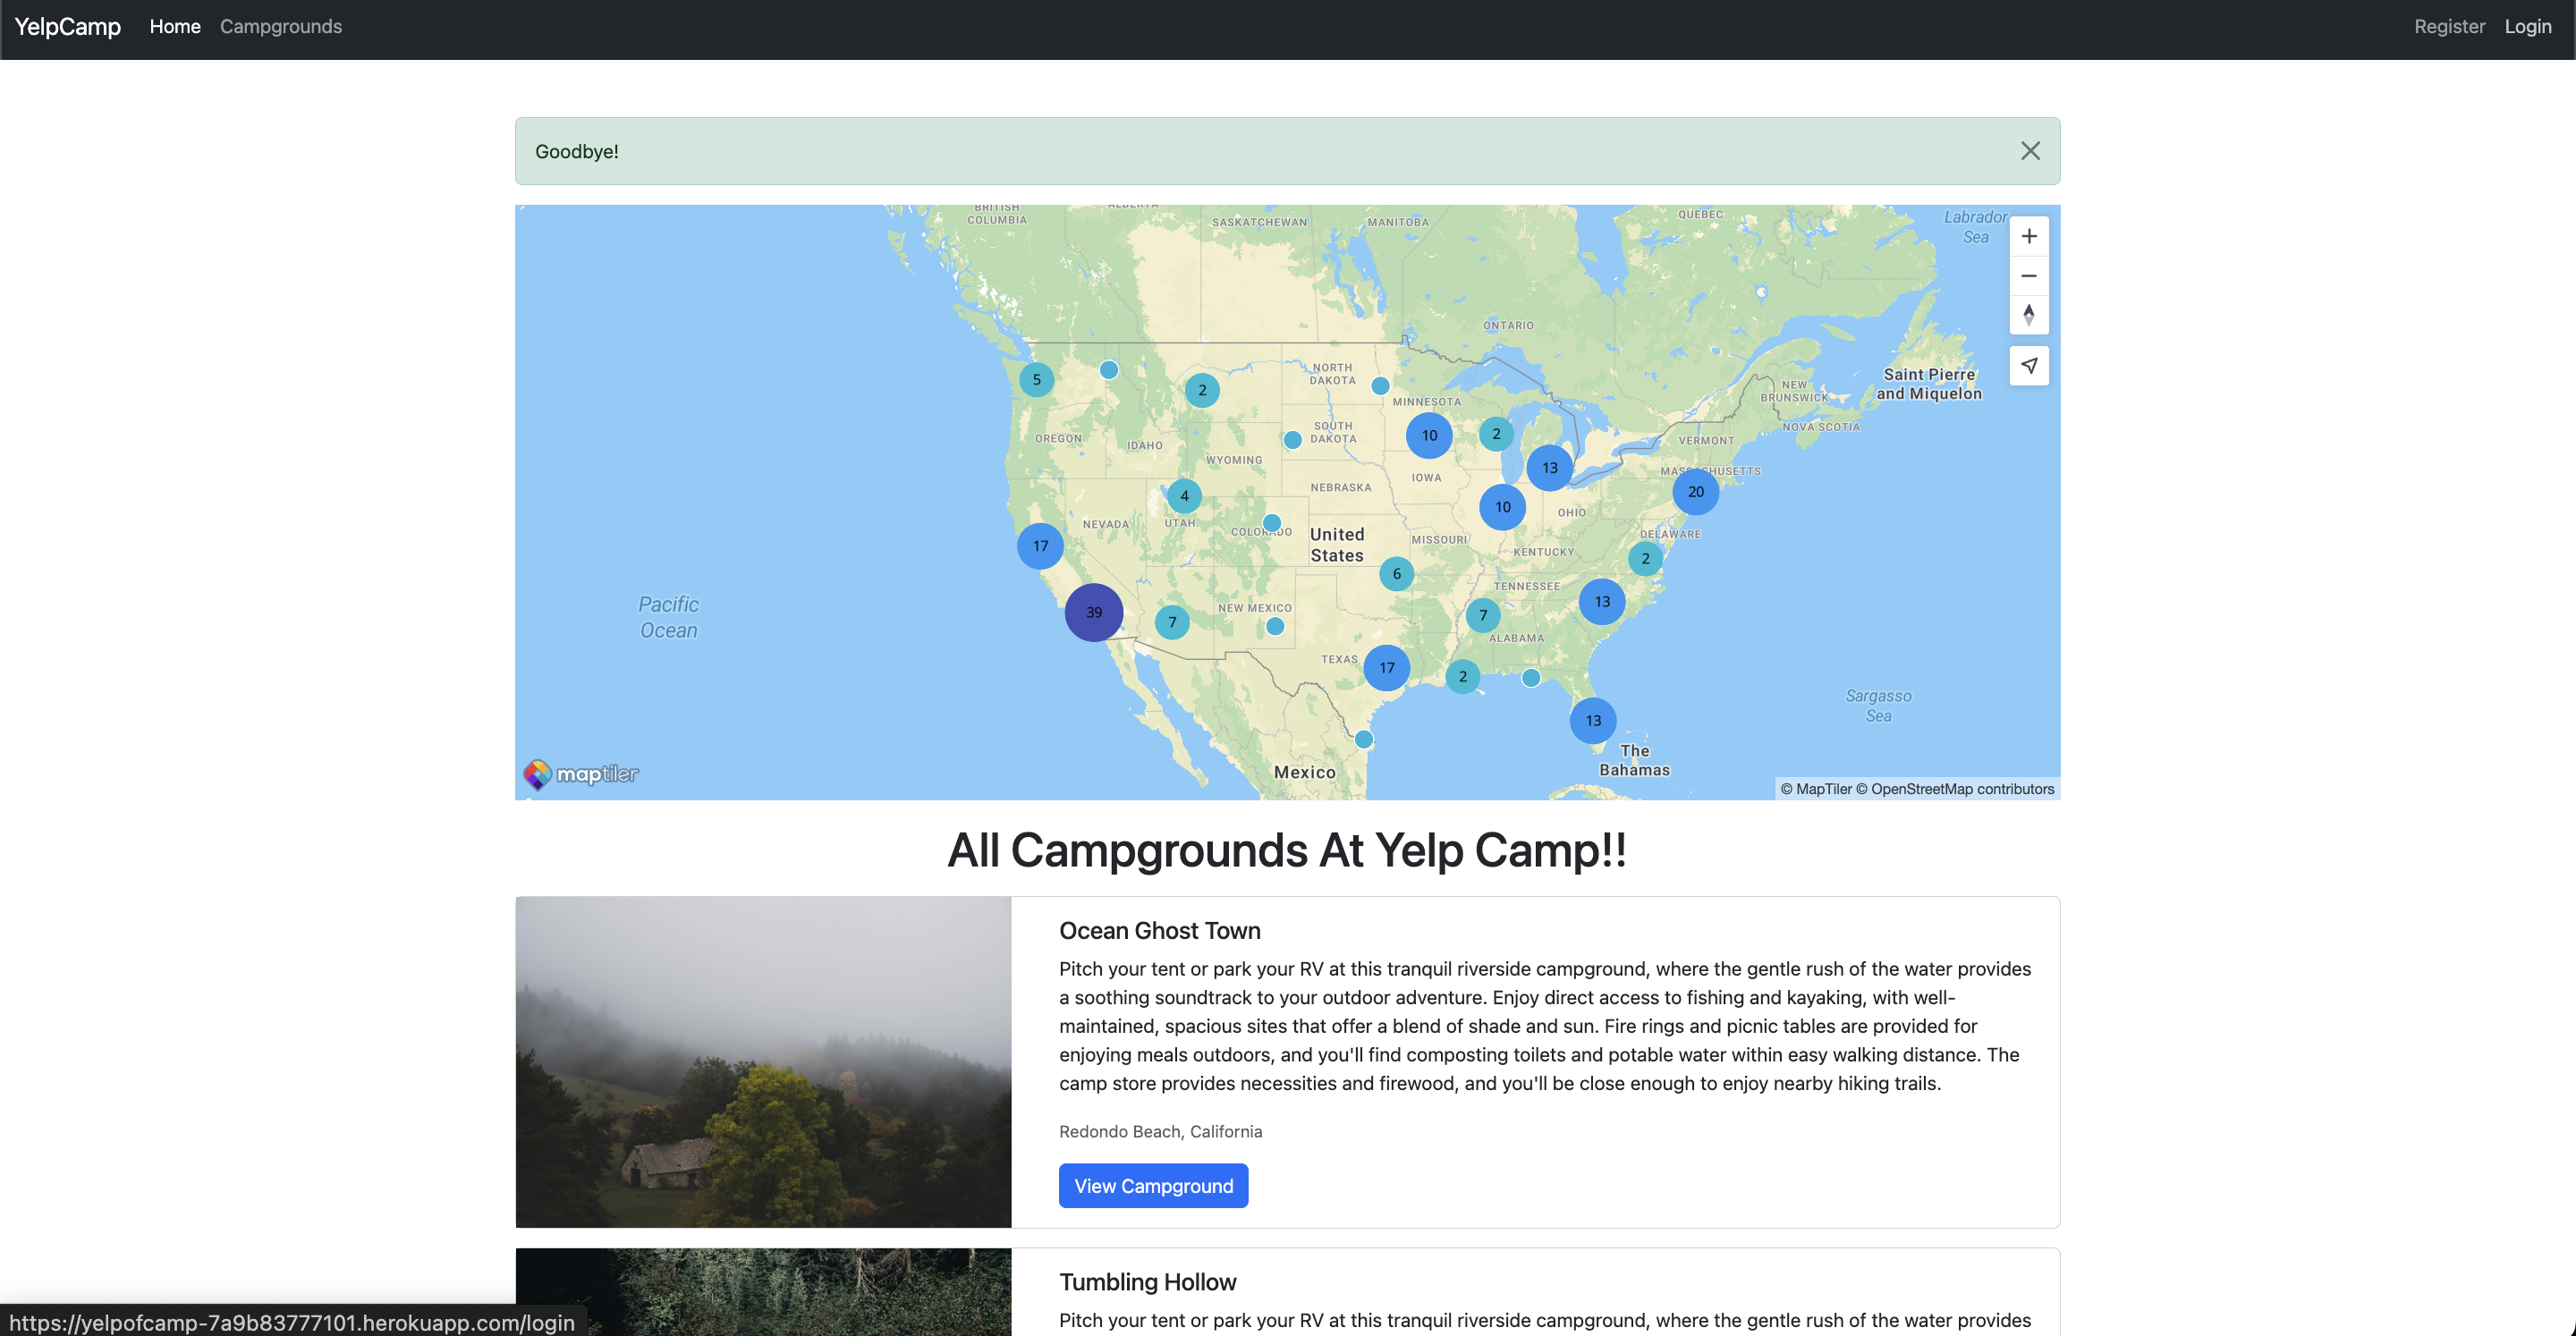 YelpCamp Home Campgrounds Register Login
Goodbye!
BRITISH
COLUMBIA
ALBERTA
SASKATCHEWAN
MANITOBA
QUEBEC
Labrador
Sea
ONTARIO
NORTH
DAKOTA
MINNESOTA
NEW
BRUNSWICK
Saint Pierre
and Miquelon
NOVA SCOTIA
5
2
10
2
OREGON
IDAHO
SOUTH
DAKOTA
VERMONT
WYOMING
13
MASSACHUSETTS
IOWA
NEBRASKA
4
10
20
NEVADA
UTAH
COLORADO
United
States
MISSOURI
OHIO
DELAWARE
17
KENTUCKY
2
6
TENNESSEE
Pacific
Ocean
39
7
NEW MEXICO
7
13
ALABAMA
TEXAS
17
2
Sargasso
Sea
13
The
Bahamas
Mexico
maptiler
© MapTiler © OpenStreetMap contributors
All Campgrounds At Yelp Camp!!
Ocean Ghost Town
Pitch your tent or park your RV at this tranquil riverside campground, where the gentle rush of the water provides
a soothing soundtrack to your outdoor adventure. Enjoy direct access to fishing and kayaking, with well-
maintained, spacious sites that offer a blend of shade and sun. Fire rings and picnic tables are provided for
enjoying meals outdoors, and you'll find composting toilets and potable water within easy walking distance. The
camp store provides necessities and firewood, and you'll be close enough to enjoy nearby hiking trails.
Redondo Beach, California
View Campground
Tumbling Hollow
Pitch your tent or park your RV at this tranquil riverside campground, where the gentle rush of the water provides
https://yelpofcamp-7a9b83777101.herokuapp.com/login